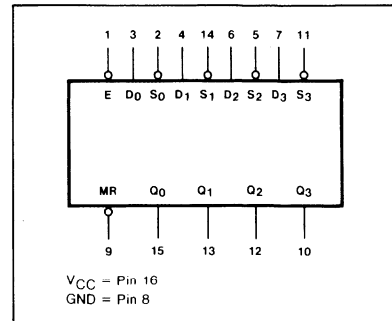 1 3 2 4 14 6 5 7 11
E D0 S0 D1 S1 D2 S2 D3 S3
MR Q0 Q1 Q2 Q3
9 15 13 12 10
VCC = Pin 16
GND = Pin 8